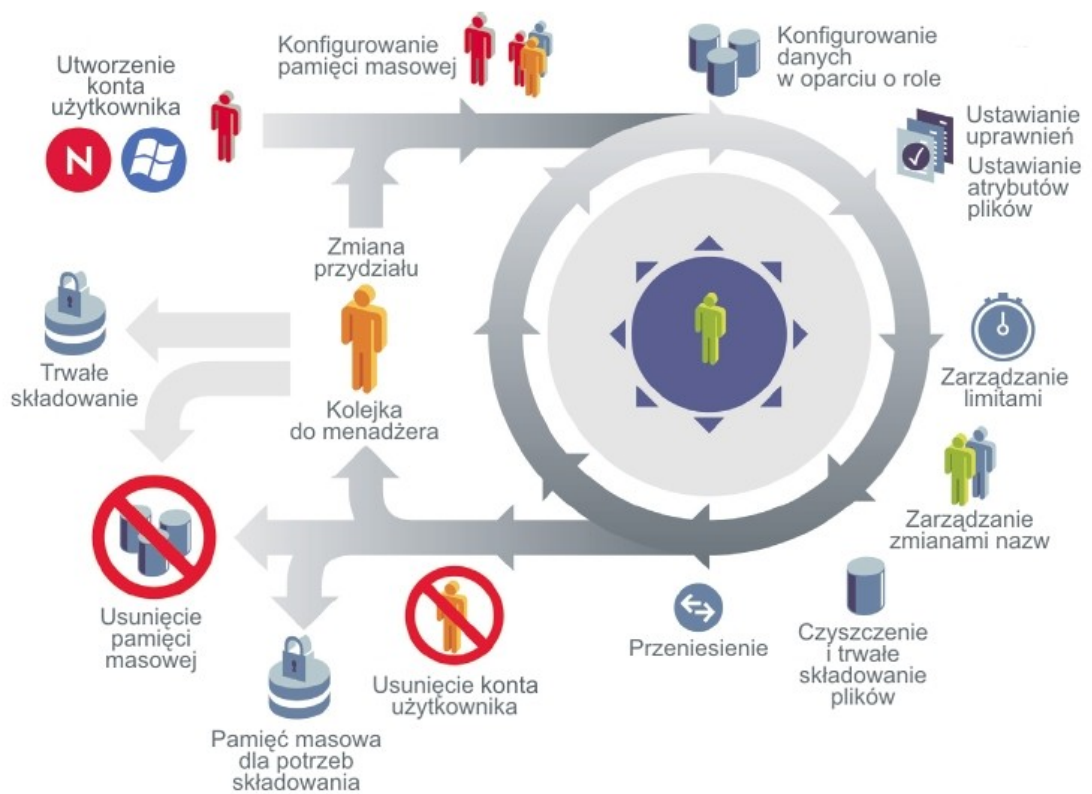 Utworzenie
konta
użytkownika
N
Konfigurowanie
pamięci masowej
Konfigurowanie
danych
w oparciu o role
Ustawianie
uprawnień
Ustawianie
atrybutów
plików
Zmiana
przydziału
Trwałe
składowanie
Kolejka
do menadżera
Zarządzanie
limitami
Zarządzanie
zmianami nazw
Usunięcie
pamięci
masowej
Przeniesienie
Czyszczenie
i trwałe
składowanie
plików
Usunięcie konta
użytkownika
Pamięć masowa
dla potrzeb
składowania